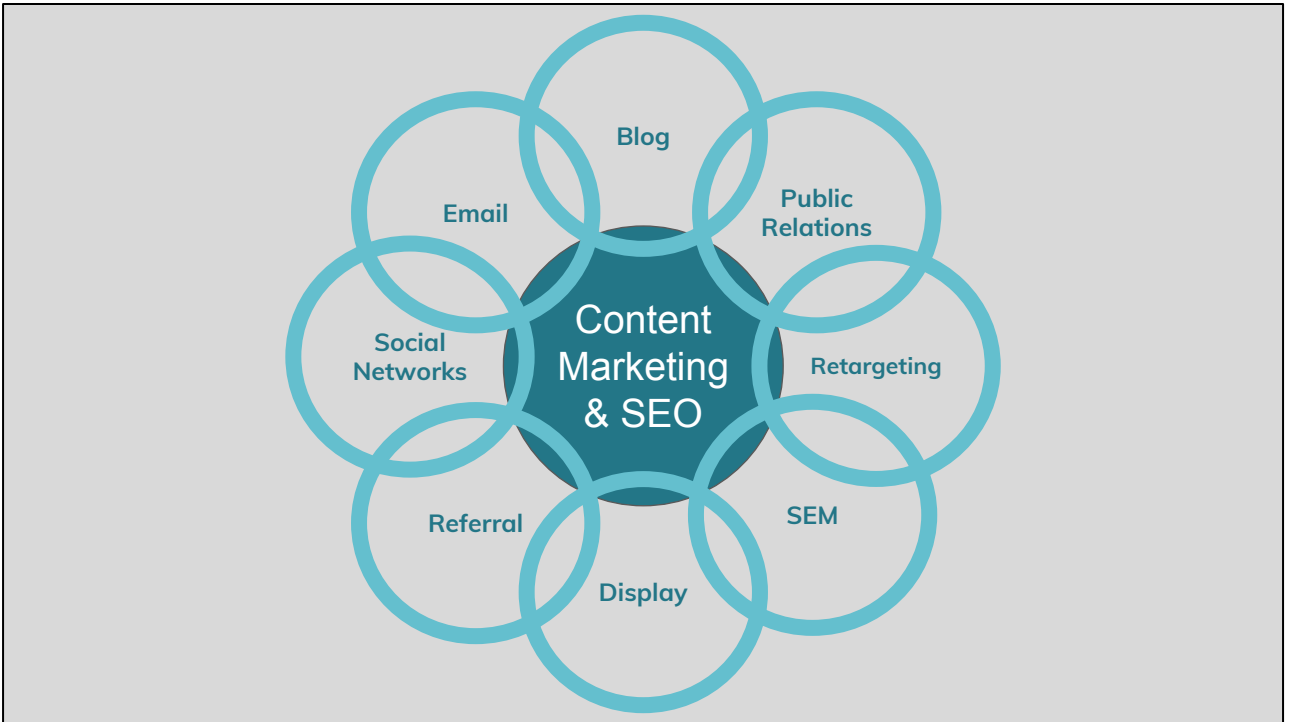 Blog
Public
Relations
Email
Content
Marketing
& SEO
Social
Networks
Retargeting
Referral
SEM
Display